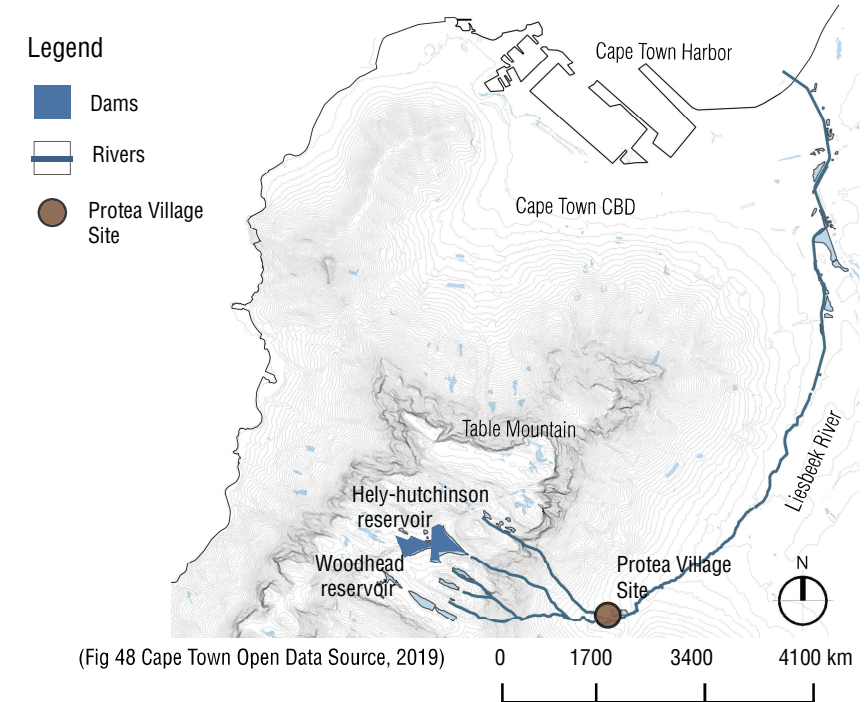 Legend
Dams
Rivers
Protea Village
Site
Cape Town Harbor
Cape Town CBD
Table Mountain
Liesbeek River
Hely-hutchinson
reservoir
Woodhead
reservoir
Protea Village
Site
N
(Fig 48 Cape Town Open Data Source, 2019)
0 1700 3400 4100 km